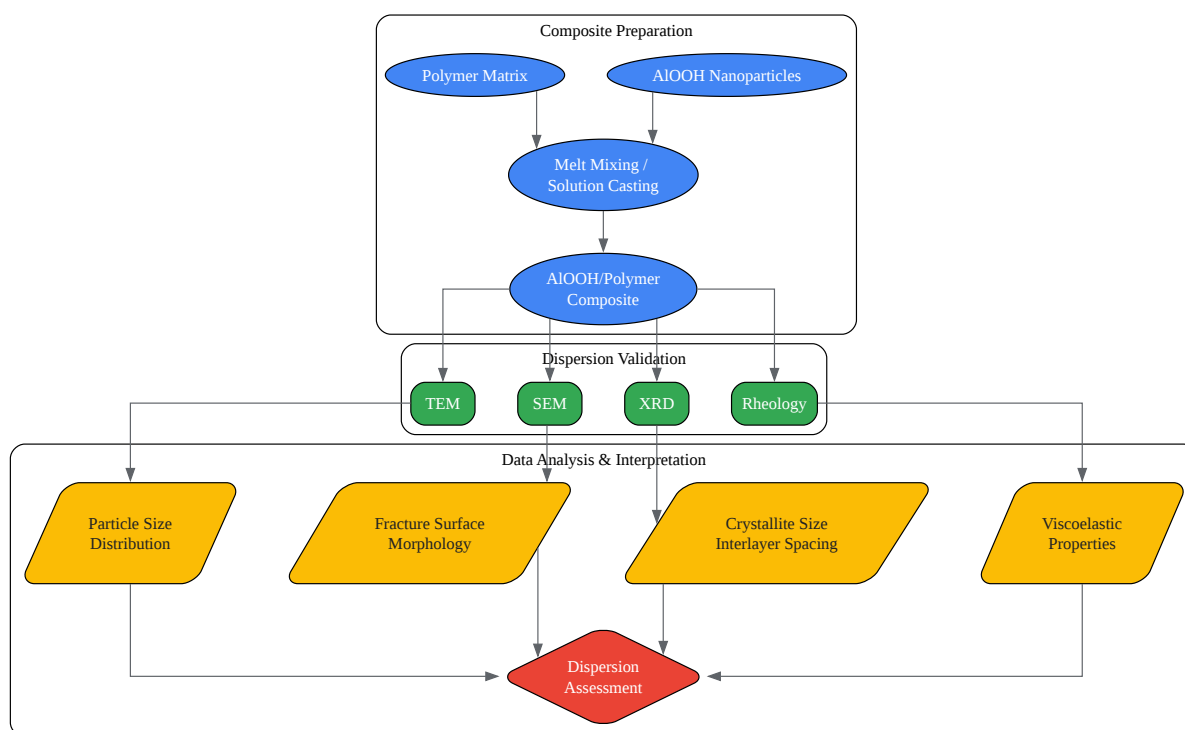 Composite Preparation
Polymer Matrix
AlOOH Nanoparticles
Melt Mixing /
Solution Casting
AlOOH/Polymer
Composite
Dispersion Validation
TEM
SEM
XRD
Rheology
Data Analysis & Interpretation
Particle Size
Distribution
Fracture Surface
Morphology
Crystallite Size
Interlayer Spacing
Viscoelastic
Properties
Dispersion
Assessment